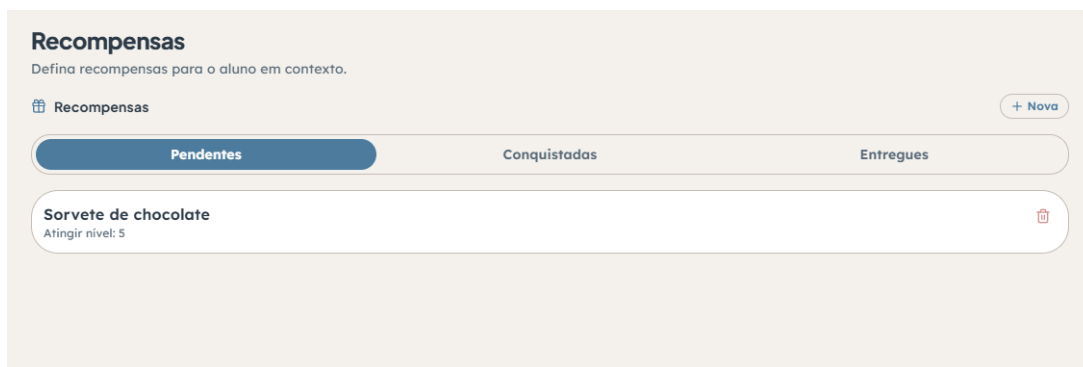 Recompensas
Defina recompensas para o aluno em contexto.
Recompensas
+ Nova
Pendentes
Conquistadas
Entregues
Sorvete de chocolate
Atingir nível: 5